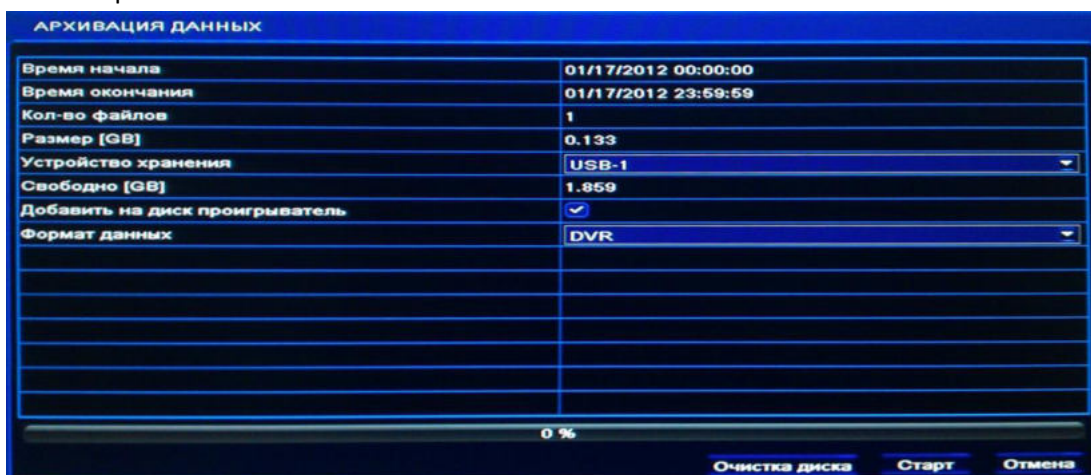 АРХИВАЦИЯ ДАННЫХ
Время начала 01/17/2012 00:00:00
Время окончания 01/17/2012 23:59:59
Кол-во файлов 1
Размер [GB] 0.133
Устройство хранения USB-1
Свободно [GB] 1.859
Добавить на диск проигрыватель
Формат данных DVR
0 %
Очистка диска Старт Отмена